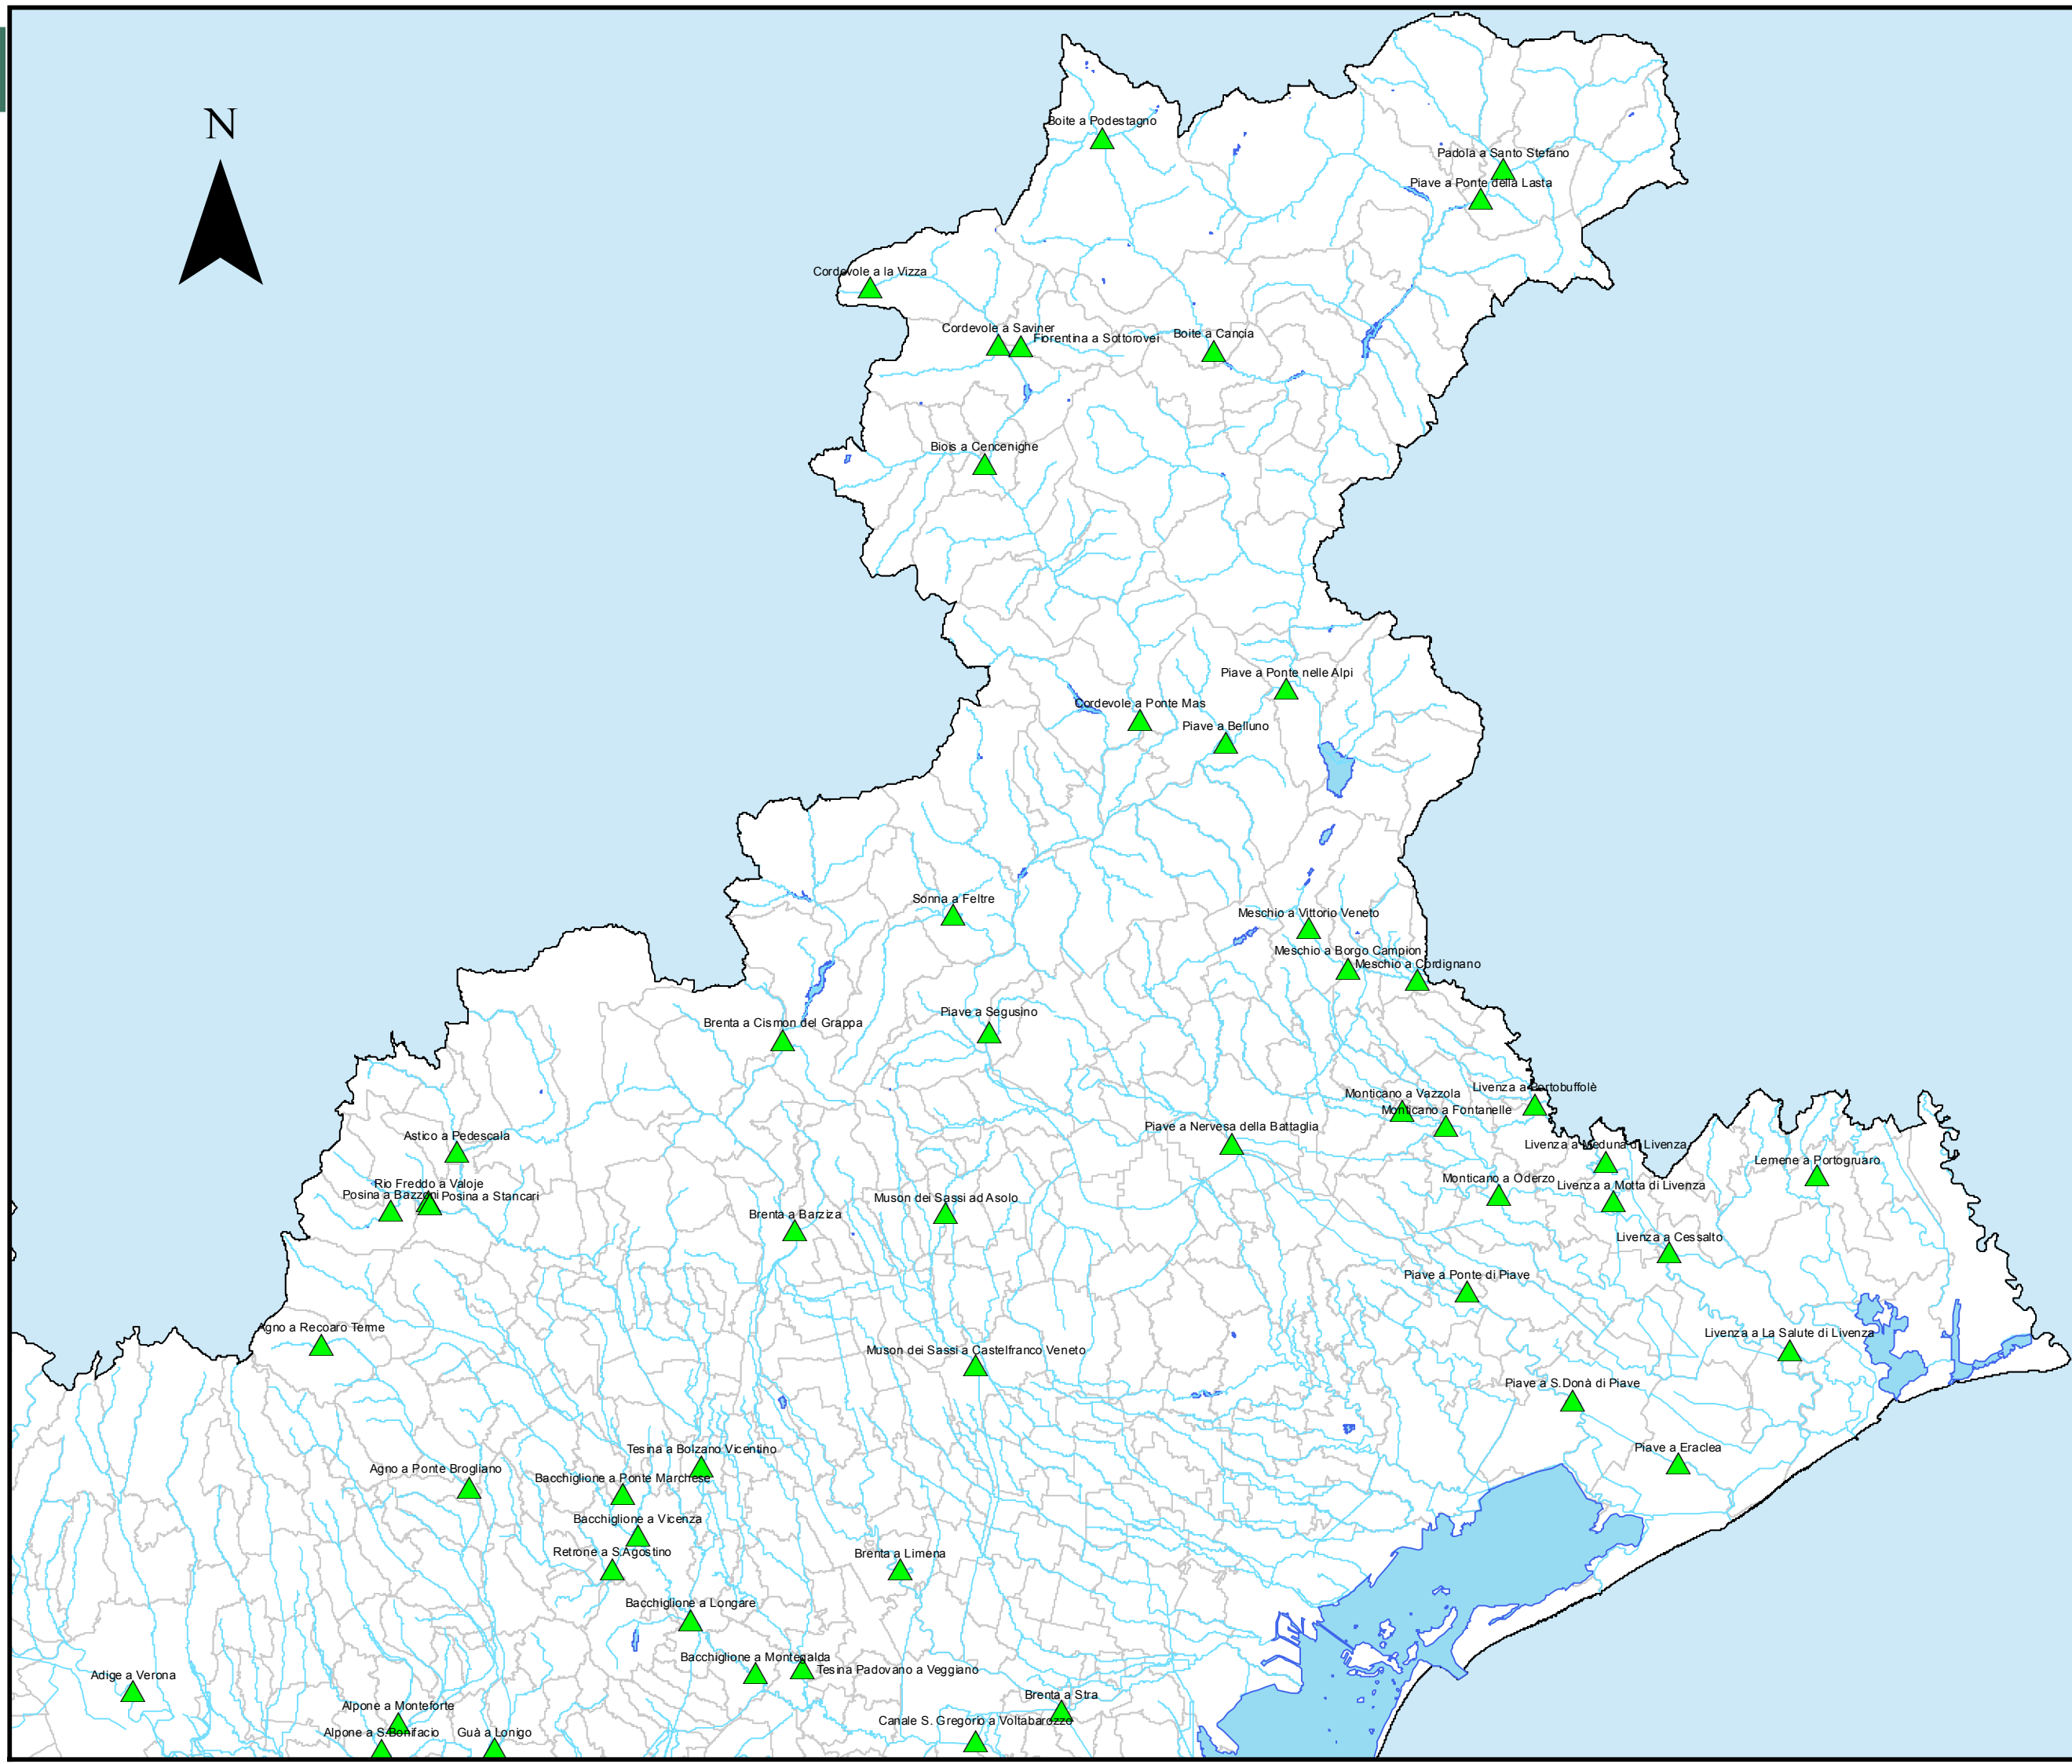 N
Boite a Podestagno
Padola a Santo Stefano
Piave a Ponte della Lasta
Cordevole a la Vizza
Cordevole a Saviner
Fiorentina a Sottorovei
Boite a Cancia
Biois a Cencenighe
Piave a Ponte nelle Alpi
Cordevole a Ponte Mas
Piave a Belluno
Sonna a Feltre
Meschio a Vittorio Veneto
Meschio a Borgo Campion
Meschio a Cordignano
Piave a Segusino
Brenta a Cismon del Grappa
Livenza a Portobuffolè
Monticano a Vazzola
Monticano a Fontanelle
Piave a Nervesa della Battaglia
Astico a Pedescala
Livenza a Meduna di Livenza
Lemene a Portogruaro
Monticano a Oderzo
Livenza a Motta di Livenza
Rio Freddo a Valoje
Posina a Bazzoni
Posina a Stancari
Muson dei Sassi ad Asolo
Brenta a Barziza
Livenza a Cessalto
Piave a Ponte di Piave
Agno a Recoaro Terme
Livenza a La Salute di Livenza
Muson dei Sassi a Castelfranco Veneto
Piave a S.Donà di Piave
Piave a Eraclea
Tesina a Bolzano Vicentino
Agno a Ponte Brogliano
Bacchiglione a Ponte Marchese
Bacchiglione a Vicenza
Retrone a S.Agostino
Brenta a Limena
Bacchiglione a Longare
Bacchiglione a Montegalda
Tesina Padovano a Veggiano
Adige a Verona
Brenta a Stra
Alpone a Monteforte
Canale S. Gregorio a Voltabarozzo
Alpone a S.Bonifacio
Guà a Lonigo